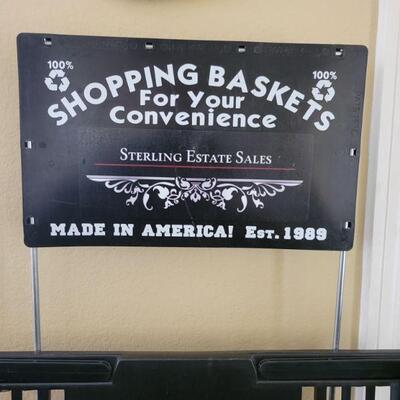 100% 100%
SHOPPING BASKETS
For Your
Convenience
STERLING ESTATE SALES
MADE IN AMERICA! EST. 1989